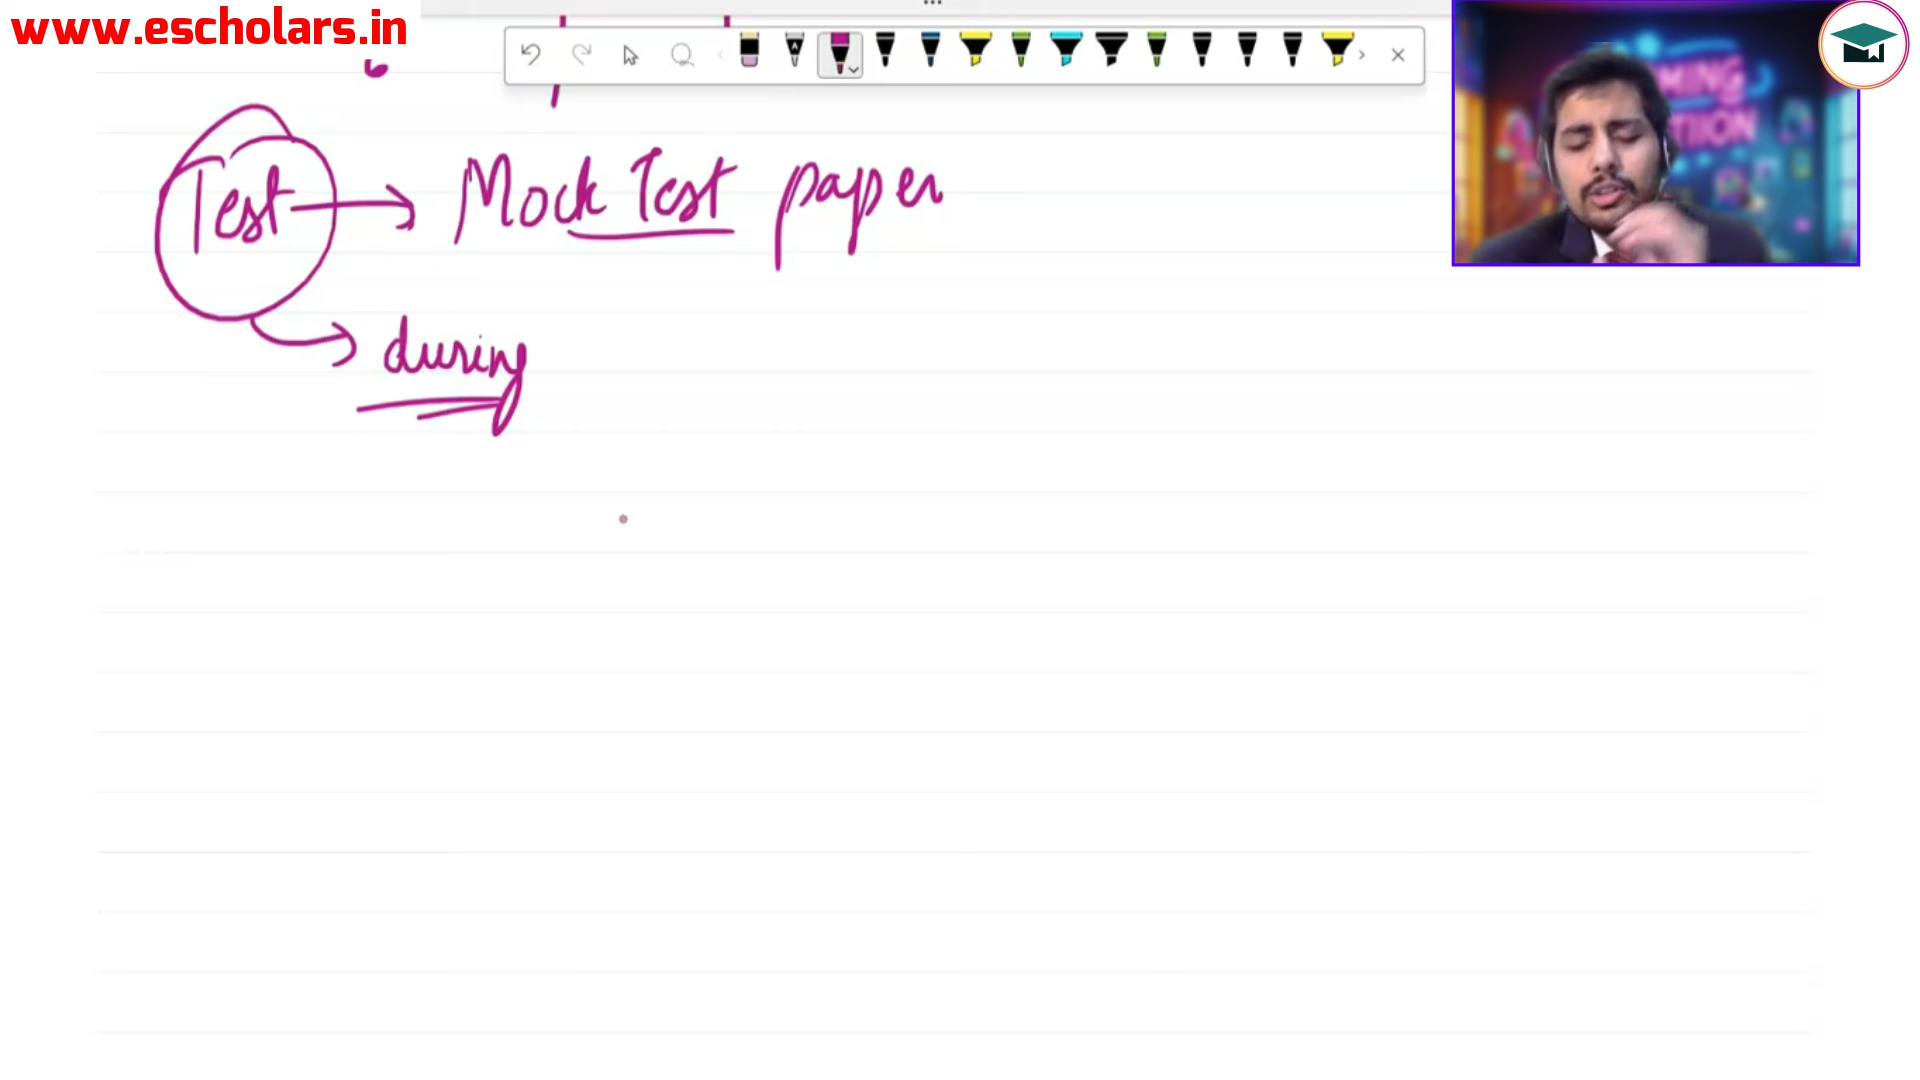 www.escholars.in
Test → Mock Test paper
→ during